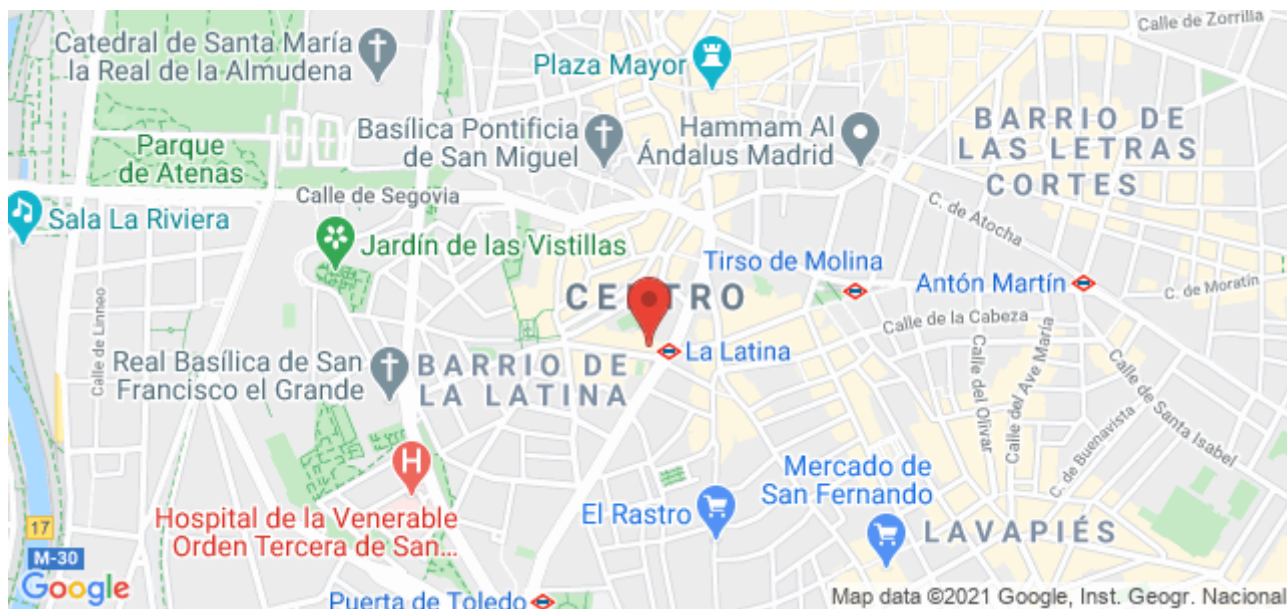 Calle de Zorrilla
Catedral de Santa María
la Real de la Almudena
Plaza Mayor
Basílica Pontificia
de San Miguel
Hammam Al
Ándalus Madrid
BARRIO DE
LAS LETRAS
CORTES
Parque
de Atenas
Calle de Segovia
Sala La Riviera
C. de Atocha
Jardín de las Vistillas
Tirso de Molina
Antón Martín
C. de Moratín
CENTRO
Calle de la Cabeza
Calle de Linneo
La Latina
Real Basílica de San
Francisco el Grande
BARRIO DE
LA LATINA
Calle del Olivar
Calle del Ave María
Calle de Santa Isabel
C. de Buenavista
H
Mercado de
San Fernando
El Rastro
Hospital de la Venerable
Orden Tercera de San...
LAVAPIÉS
17
M-30
Google
Puerta de Toledo
Map data ©2021 Google, Inst. Geogr. Nacional